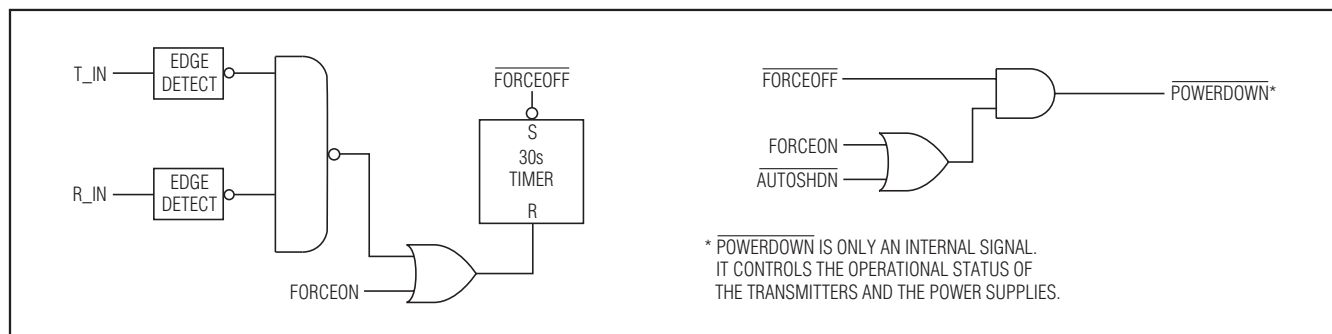 T_IN
EDGE
DETECT
R_IN
EDGE
DETECT
FORCEON
FORCEOFF
S
30s
TIMER
R
FORCEOFF
FORCEON
AUTOSHDN
POWERDOWN*
* POWERDOWN IS ONLY AN INTERNAL SIGNAL.
IT CONTROLS THE OPERATIONAL STATUS OF
THE TRANSMITTERS AND THE POWER SUPPLIES.